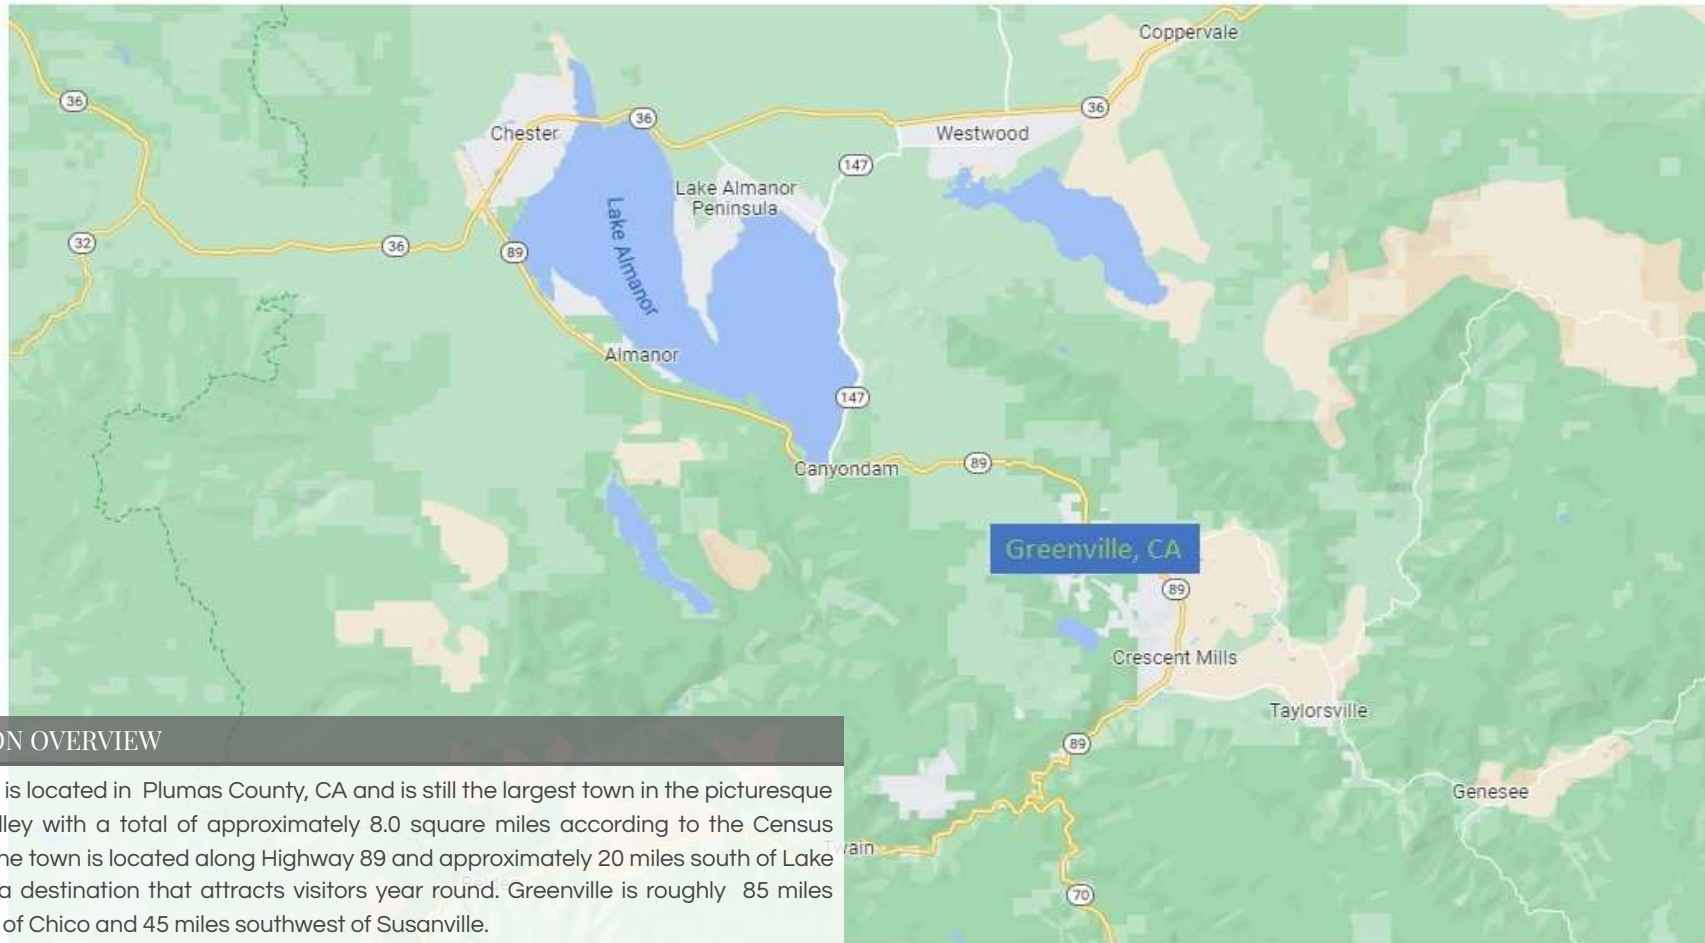 Coppervale
36
36
36
Chester
Westwood
147
Lake Almanor
Peninsula
Lake Almanor
32
36
89
Almanor
147
Canyondam
89
Greenville, CA
89
Crescent Mills
Taylorsville
89
Genesee
Twain
70
ON OVERVIEW
is located in Plumas County, CA and is still the largest town in the picturesque
lley with a total of approximately 8.0 square miles according to the Census
he town is located along Highway 89 and approximately 20 miles south of Lake
a destination that attracts visitors year round. Greenville is roughly 85 miles
of Chico and 45 miles southwest of Susanville.
Belden